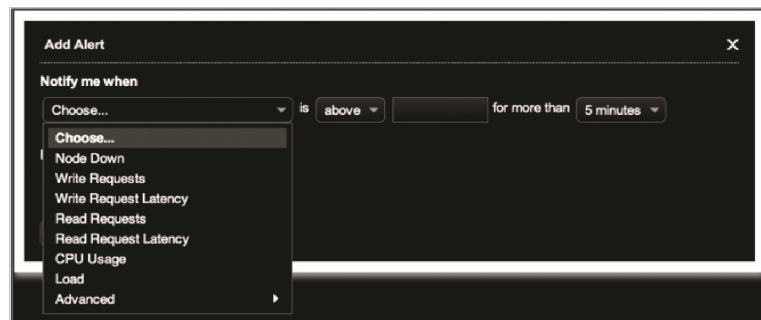 Add Alert X
Notify me when
Choose... is above for more than 5 minutes
Choose...
Node Down
Write Requests
Write Request Latency
Read Requests
Read Request Latency
CPU Usage
Load
Advanced